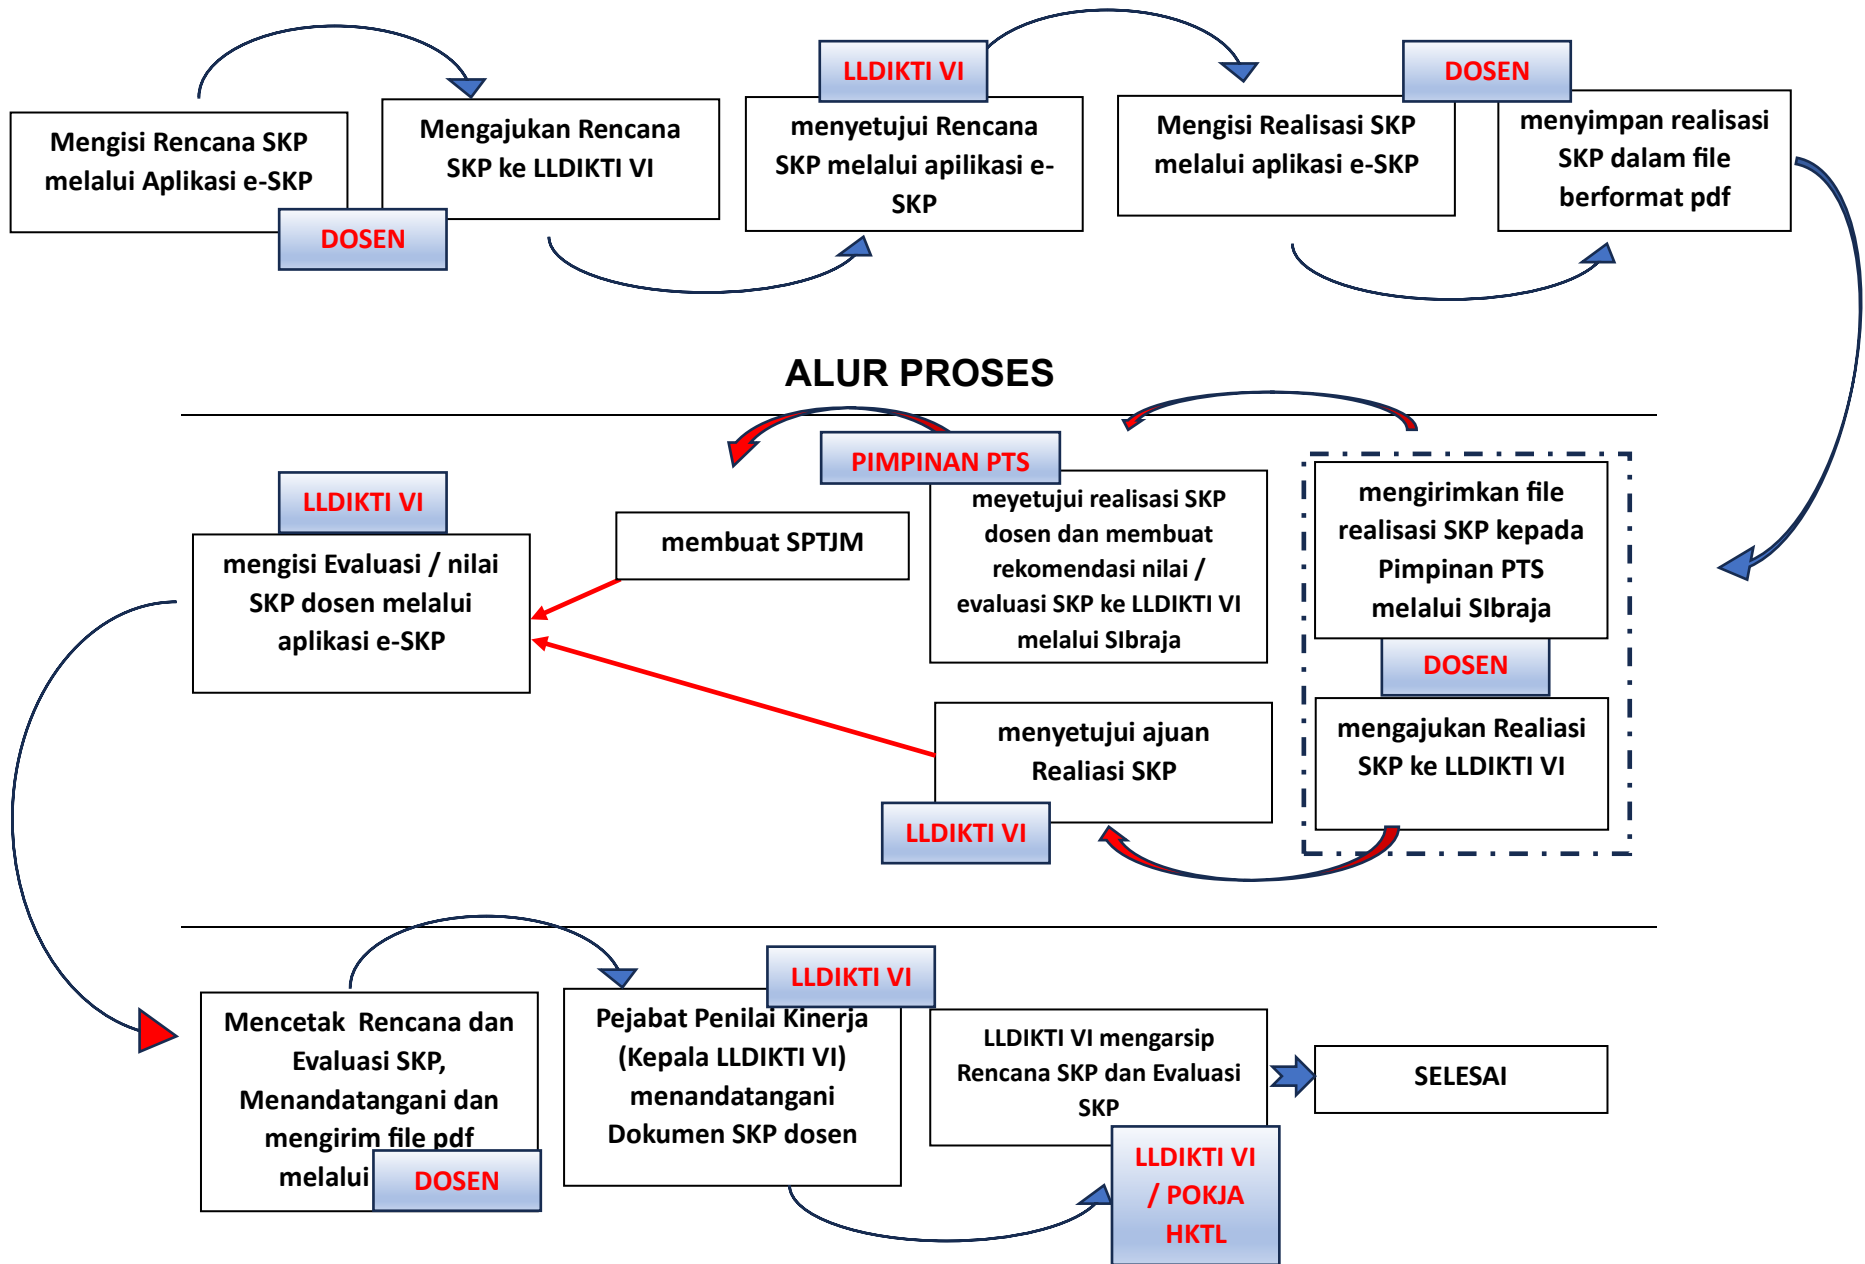 Mengisi Rencana SKP
melalui Aplikasi e-SKP
DOSEN
Mengajukan Rencana
SKP ke LLDIKTI VI
LLDIKTI VI
menyetujui Rencana
SKP melalui apilikasi e-
SKP
Mengisi Realisasi SKP
melalui aplikasi e-SKP
DOSEN
menyimpan realisasi
SKP dalam file
berformat pdf
ALUR PROSES
mengirimkan file
realisasi SKP kepada
Pimpinan PTS
melalui SIbraja
DOSEN
mengajukan Realiasi
SKP ke LLDIKTI VI
PIMPINAN PTS
meyetujui realisasi SKP
dosen dan membuat
rekomendasi nilai /
evaluasi SKP ke LLDIKTI VI
melalui SIbraja
membuat SPTJM
menyetujui ajuan
Realiasi SKP
LLDIKTI VI
LLDIKTI VI
mengisi Evaluasi / nilai
SKP dosen melalui
aplikasi e-SKP
Mencetak Rencana dan
Evaluasi SKP,
Menandatangani dan
mengirim file pdf
melalui
DOSEN
LLDIKTI VI
Pejabat Penilai Kinerja
(Kepala LLDIKTI VI)
menandatangani
Dokumen SKP dosen
LLDIKTI VI mengarsip
Rencana SKP dan Evaluasi
SKP
LLDIKTI VI
/ POKJA
HKTL
SELESAI